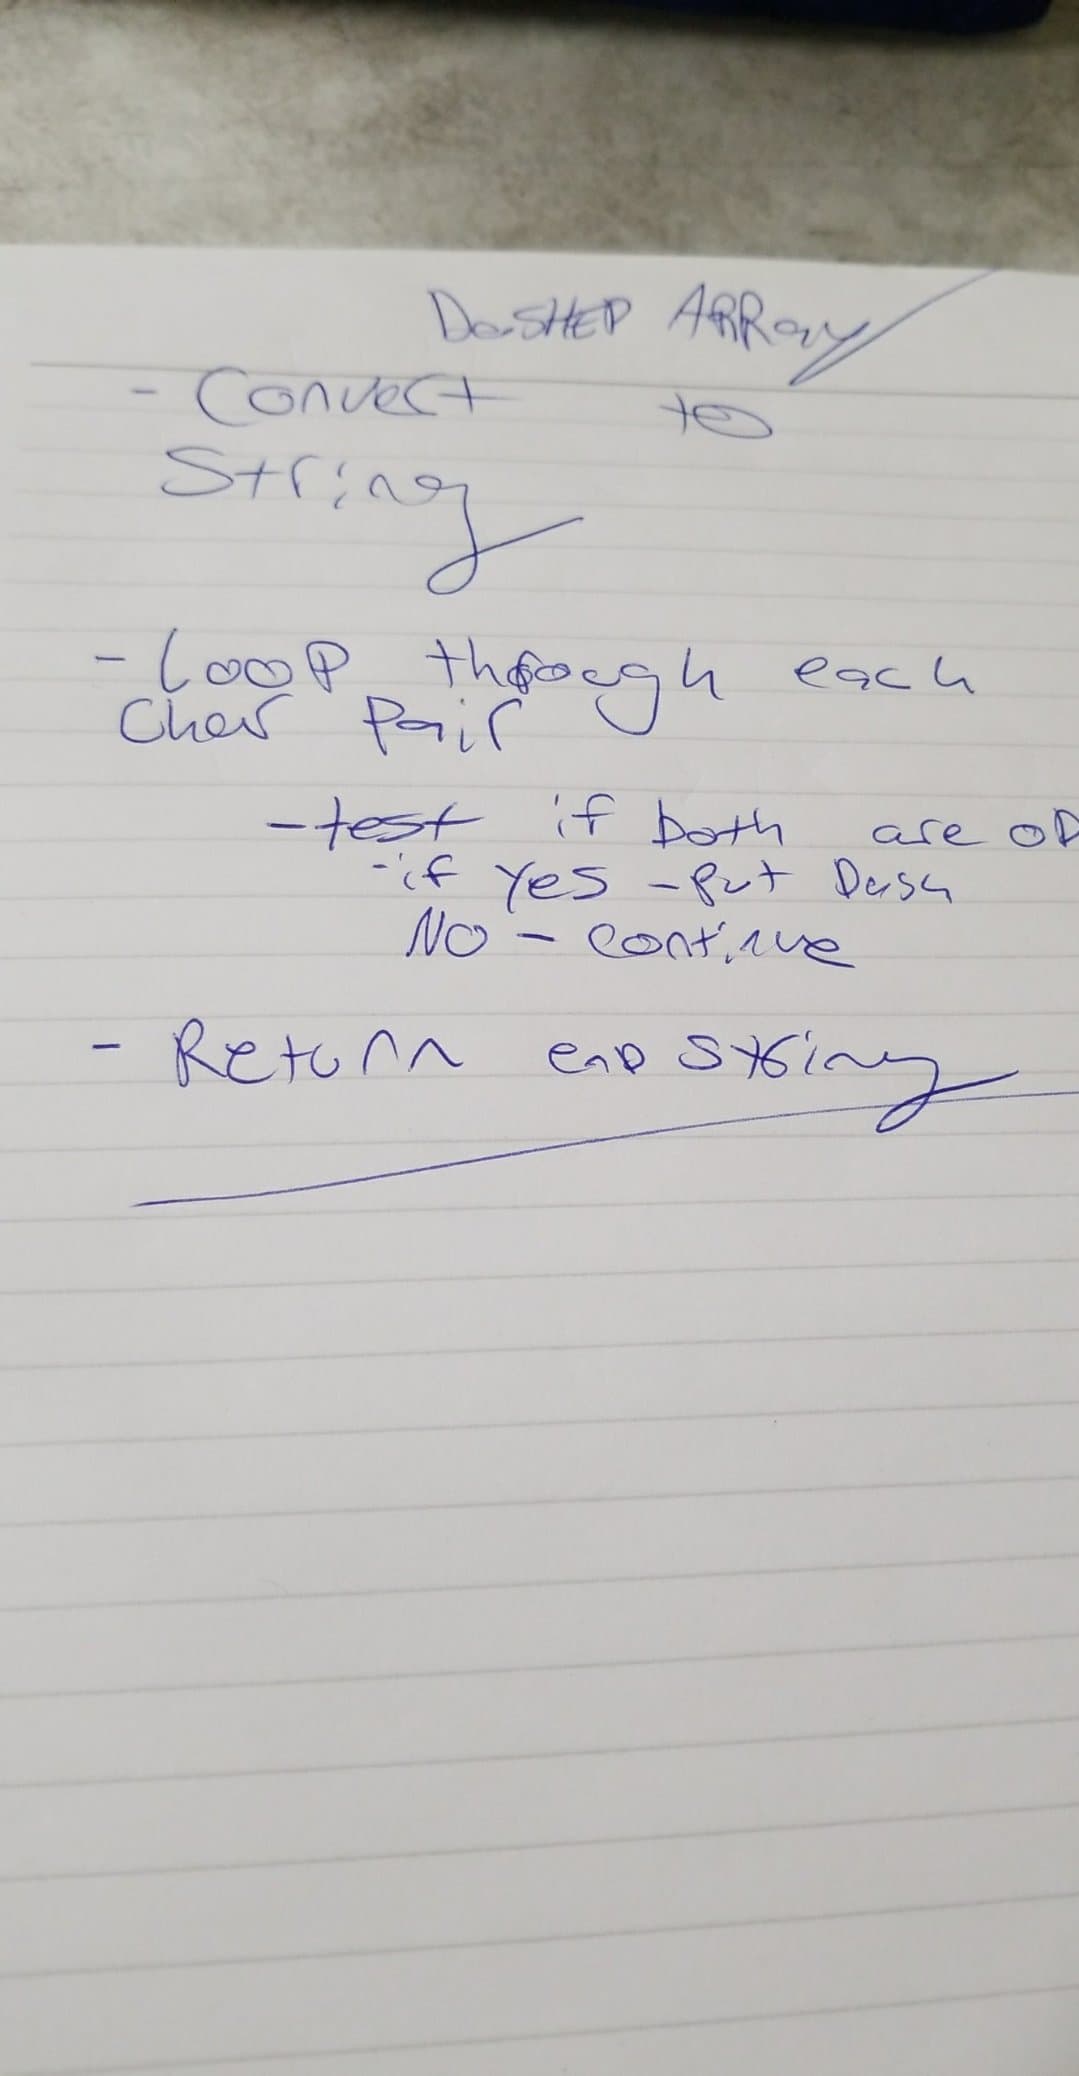 DaSHED ARRay
- Convert to
String
- Loop through each
Char Pair
- test if both are OD
- if Yes - Put Dash
NO - Continue
- Return end String